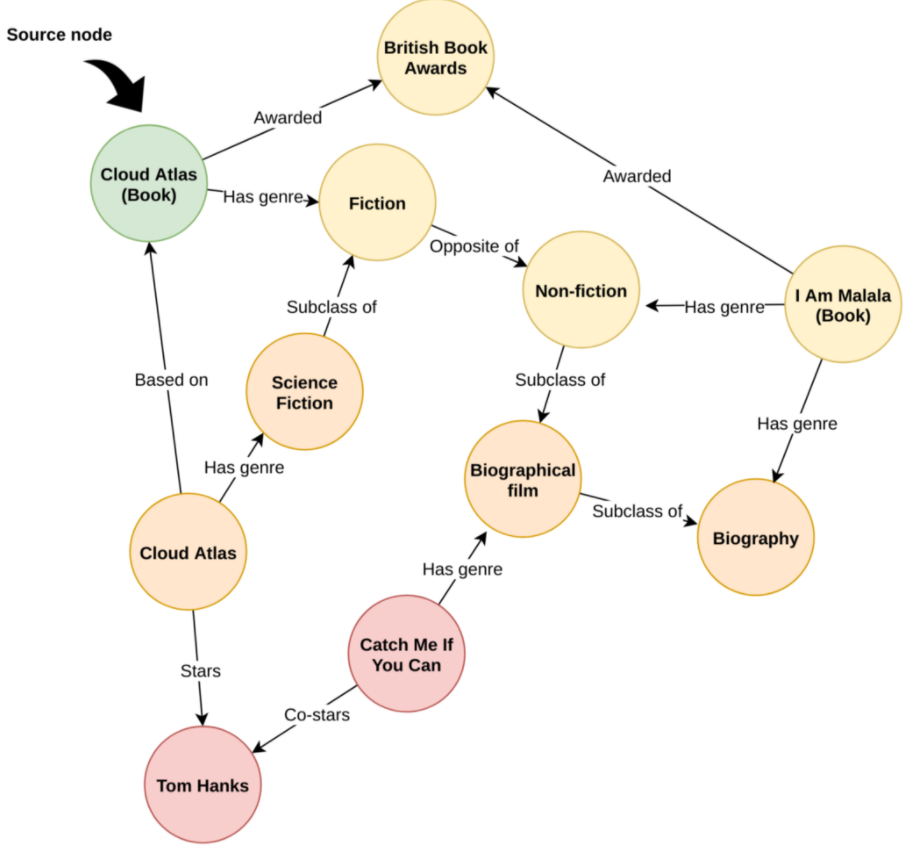 Source node
British Book
Awards
Awarded
Cloud Atlas
(Book)
Has genre
Fiction
Awarded
Opposite of
Non-fiction
Has genre
I Am Malala
(Book)
Subclass of
Based on
Science
Fiction
Subclass of
Has genre
Has genre
Biographical
film
Subclass of
Biography
Cloud Atlas
Has genre
Catch Me If
You Can
Stars
Co-stars
Tom Hanks